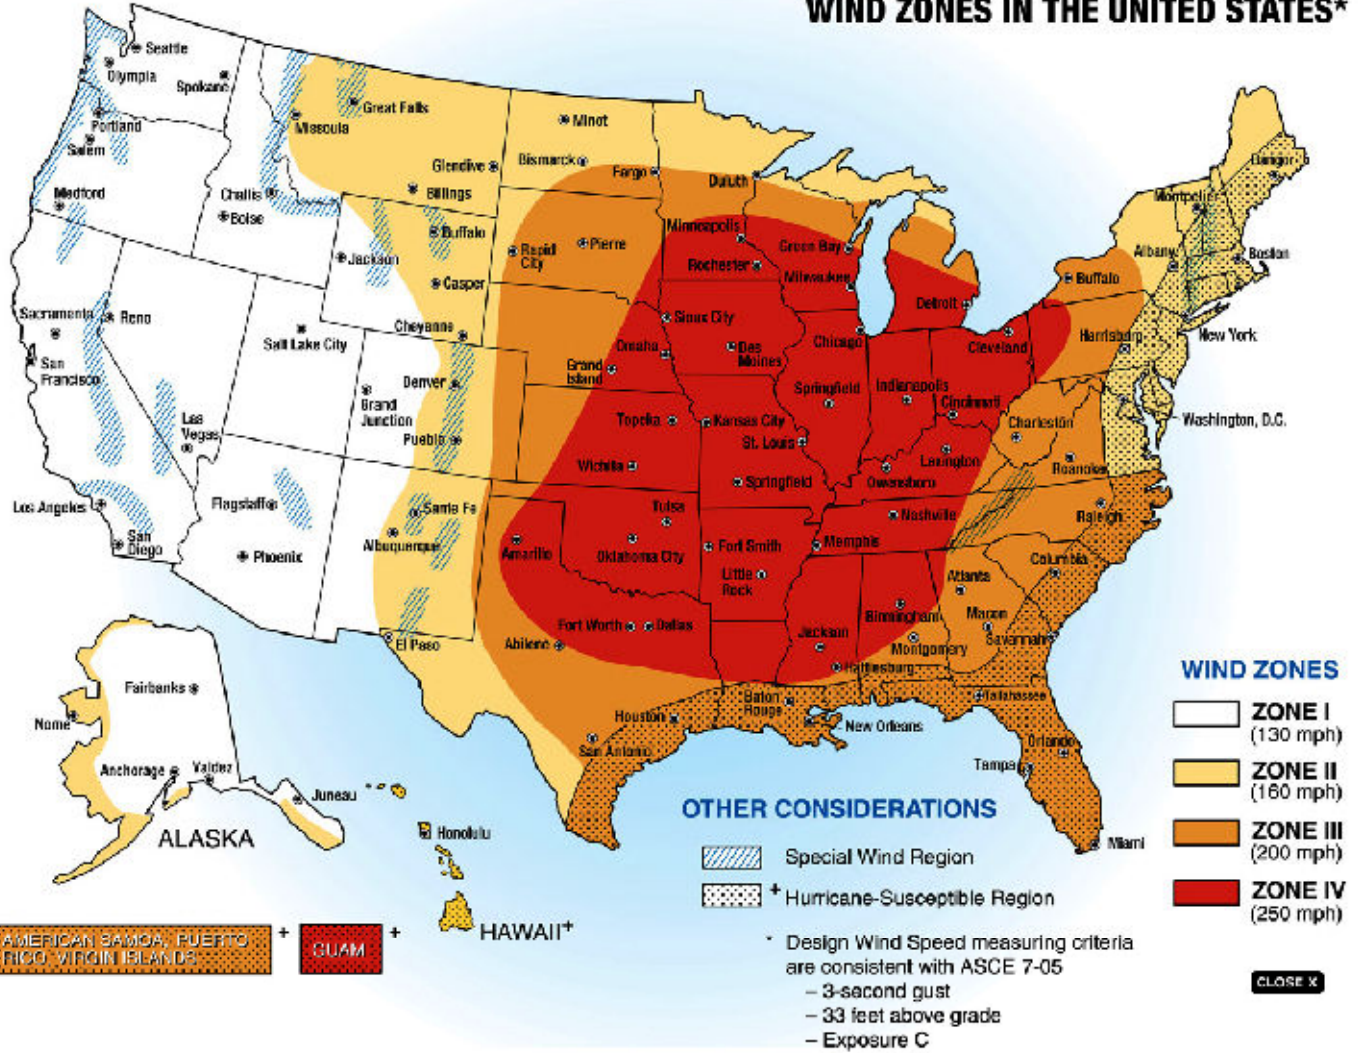 WIND ZONES IN THE UNITED STATES*
Seattle
Olympia
Spokane
Portland
Salem
Medford
Missoula
Great Falls
Glendive
Billings
Challis
Boise
Minot
Bismarck
Fargo
Duluth
Buffalo
Jackson
Casper
Cheyanne
Rapid
City
Pierre
Minneapolis
Rochester
Green Bay
Milwaukee
Detroit
Bangor
Montpelier
Albany
Boston
Buffalo
New York
Harrisburg
Washington, D.C.
Sacramento
Reno
San
Francisco
Salt Lake City
Las
Vegas
Denver
Grand
Junction
Pueblo
Sioux City
Omaha
Grand
Island
Des
Moines
Chicago
Cleveland
Springfield
Indianapolis
Cincinnati
Charleston
Roanoke
Topeka
Kansas City
St. Louis
Wichita
Springfield
Owensboro
Lexington
Los Angeles
San
Diego
Flagstaff
Phoenix
Santa Fe
Albuquerque
El Paso
Amarillo
Tulsa
Oklahoma City
Fort Smith
Little
Rock
Memphis
Nashville
Raleigh
Columbia
Atlanta
Macon
Savannah
Birmingham
Montgomery
Fort Worth
Dallas
Abilene
Jackson
Hattiesburg
Baton
Rouge
New Orleans
Houston
San Antonio
Tallahassee
Orlando
Tampa
Miami
Fairbanks
Nome
Anchorage
Valdez
Juneau
ALASKA
Honolulu
HAWAII+
AMERICAN SAMOA, PUERTO
RICO, VIRGIN ISLANDS
+
GUAM
+
WIND ZONES
ZONE I
(130 mph)
ZONE II
(160 mph)
ZONE III
(200 mph)
ZONE IV
(250 mph)
OTHER CONSIDERATIONS
Special Wind Region
+ Hurricane-Susceptible Region
* Design Wind Speed measuring criteria
are consistent with ASCE 7-05
– 3-second gust
– 33 feet above grade
– Exposure C
CLOSE X